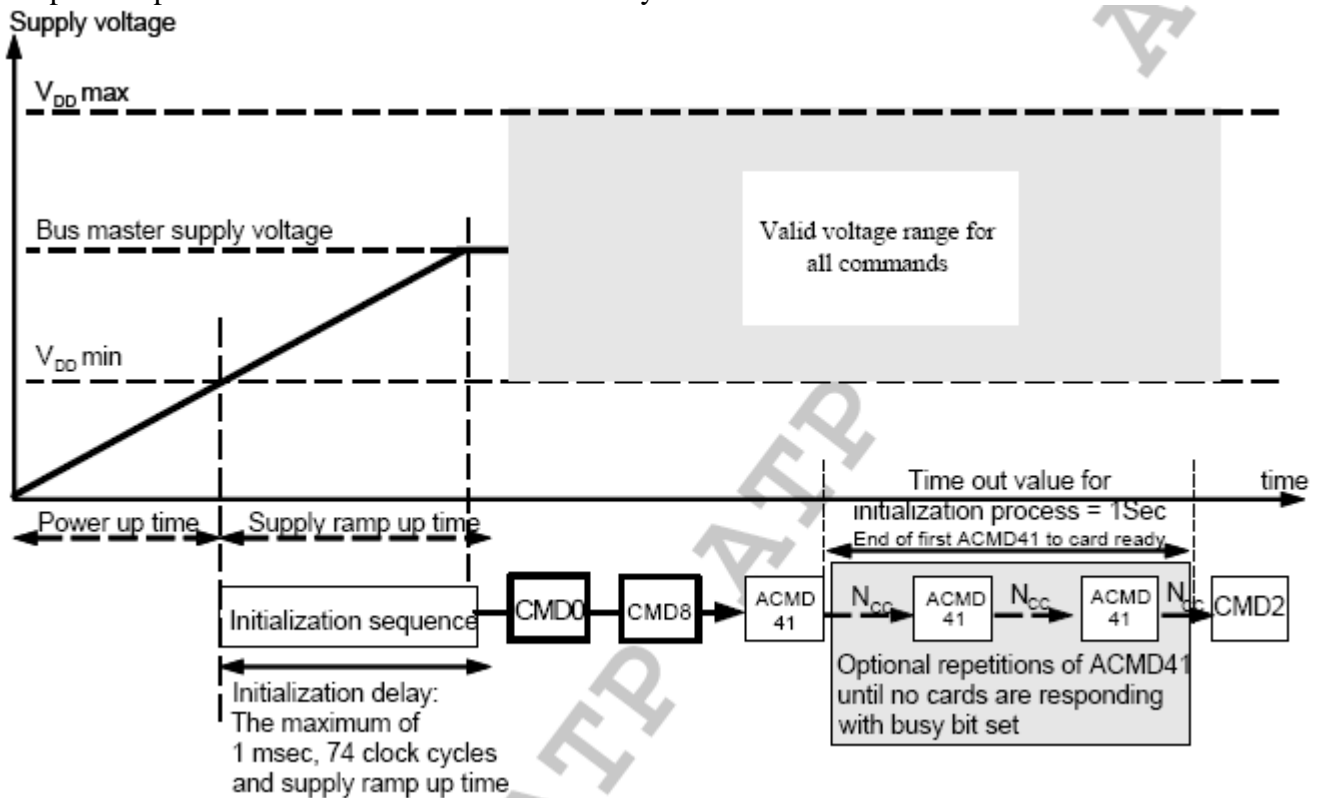 Supply voltage
V_DD max
Bus master supply voltage
Valid voltage range for
all commands
V_DD min
Time out value for
time
initialization process = 1Sec
End of first ACMD41 to card ready
Power up time
Supply ramp up time
Initialization sequence
CMD0
CMD8
ACMD
41
N_CC
ACMD
41
N_CC
ACMD
41
N_CC
CMD2
Optional repetitions of ACMD41
until no cards are responding
with busy bit set
Initialization delay:
The maximum of
1 msec, 74 clock cycles
and supply ramp up time
ATP